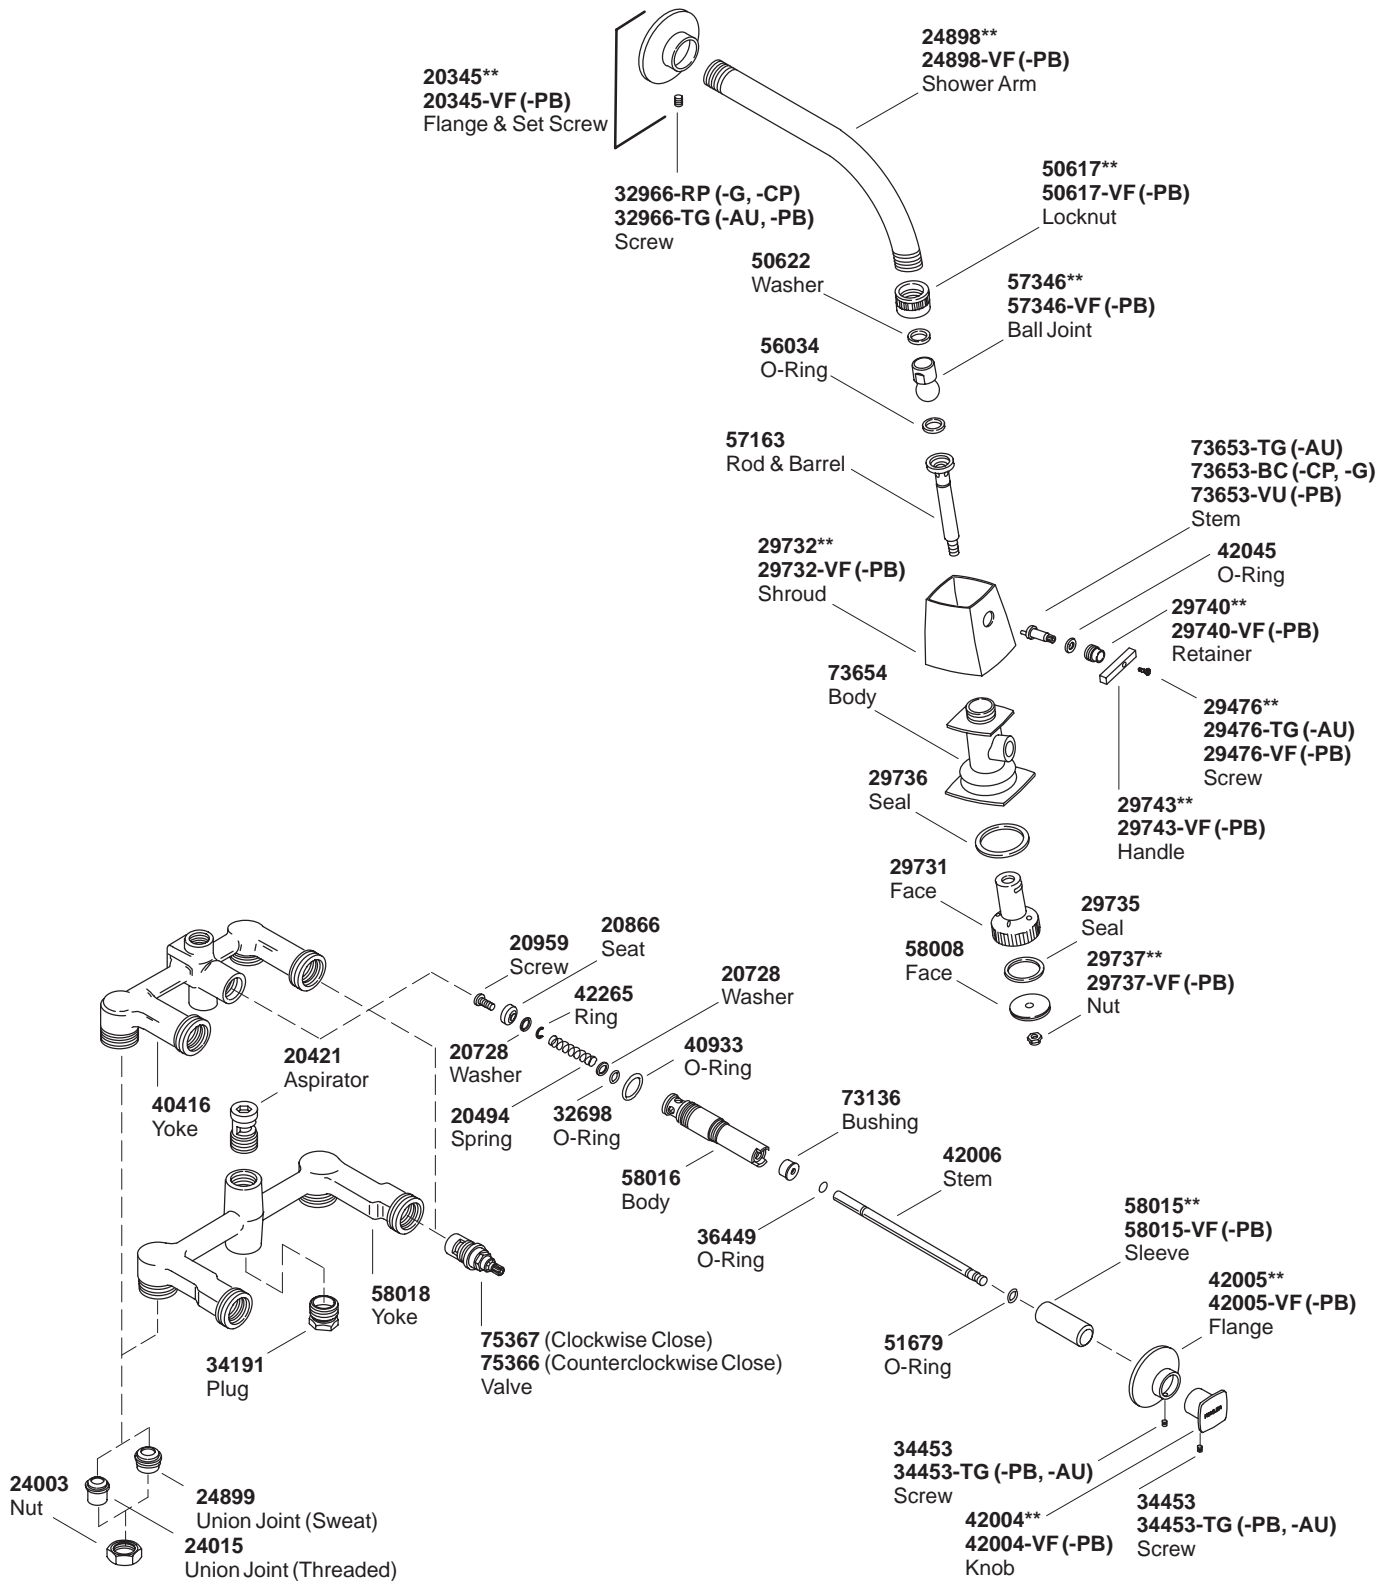 24898**
24898-VF (-PB)
Shower Arm
20345**
20345-VF (-PB)
Flange & Set Screw
32966-RP (-G, -CP)
32966-TG (-AU, -PB)
Screw
50617**
50617-VF (-PB)
Locknut
50622
Washer
57346**
57346-VF (-PB)
Ball Joint
56034
O-Ring
57163
Rod & Barrel
73653-TG (-AU)
73653-BC (-CP, -G)
73653-VU (-PB)
Stem
29732**
29732-VF (-PB)
Shroud
42045
O-Ring
29740**
29740-VF (-PB)
Retainer
73654
Body
29476**
29476-TG (-AU)
29476-VF (-PB)
Screw
29736
Seal
29743**
29743-VF (-PB)
Handle
29731
Face
29735
Seal
58008
Face
29737**
29737-VF (-PB)
Nut
20866
Seat
20959
Screw
42265
Ring
20728
Washer
40933
O-Ring
20728
Washer
20421
Aspirator
40416
Yoke
20494
Spring
32698
O-Ring
73136
Bushing
58016
Body
42006
Stem
36449
O-Ring
58015**
58015-VF (-PB)
Sleeve
42005**
42005-VF (-PB)
Flange
58018
Yoke
34191
Plug
75367 (Clockwise Close)
75366 (Counterclockwise Close)
Valve
51679
O-Ring
KOHLER
34453
34453-TG (-PB, -AU)
Screw
42004**
42004-VF (-PB)
Knob
34453
34453-TG (-PB, -AU)
Screw
24003
Nut
24899
Union Joint (Sweat)
24015
Union Joint (Threaded)